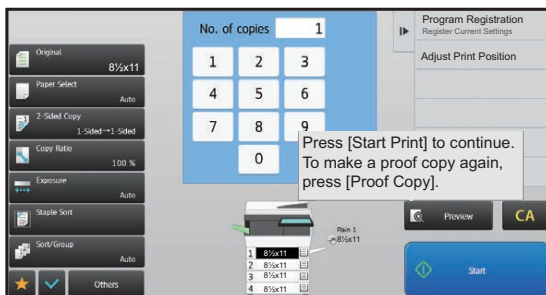 No. of copies 1
Program Registration
Register Current Settings
Adjust Print Position
Original
8½x11
Paper Select
Auto
2-Sided Copy
1-Sided→1-Sided
Copy Ratio
100 %
Exposure
Auto
Staple Sort
Sort/Group
Auto
Others
1 2 3
4 5 6
7 8 9
0
Press [Start Print] to continue.
To make a proof copy again,
press [Proof Copy].
Pain 1
8½x11
1 8½x11
2 8½x11
3 8½x11
4 8½x11
Preview
CA
Start